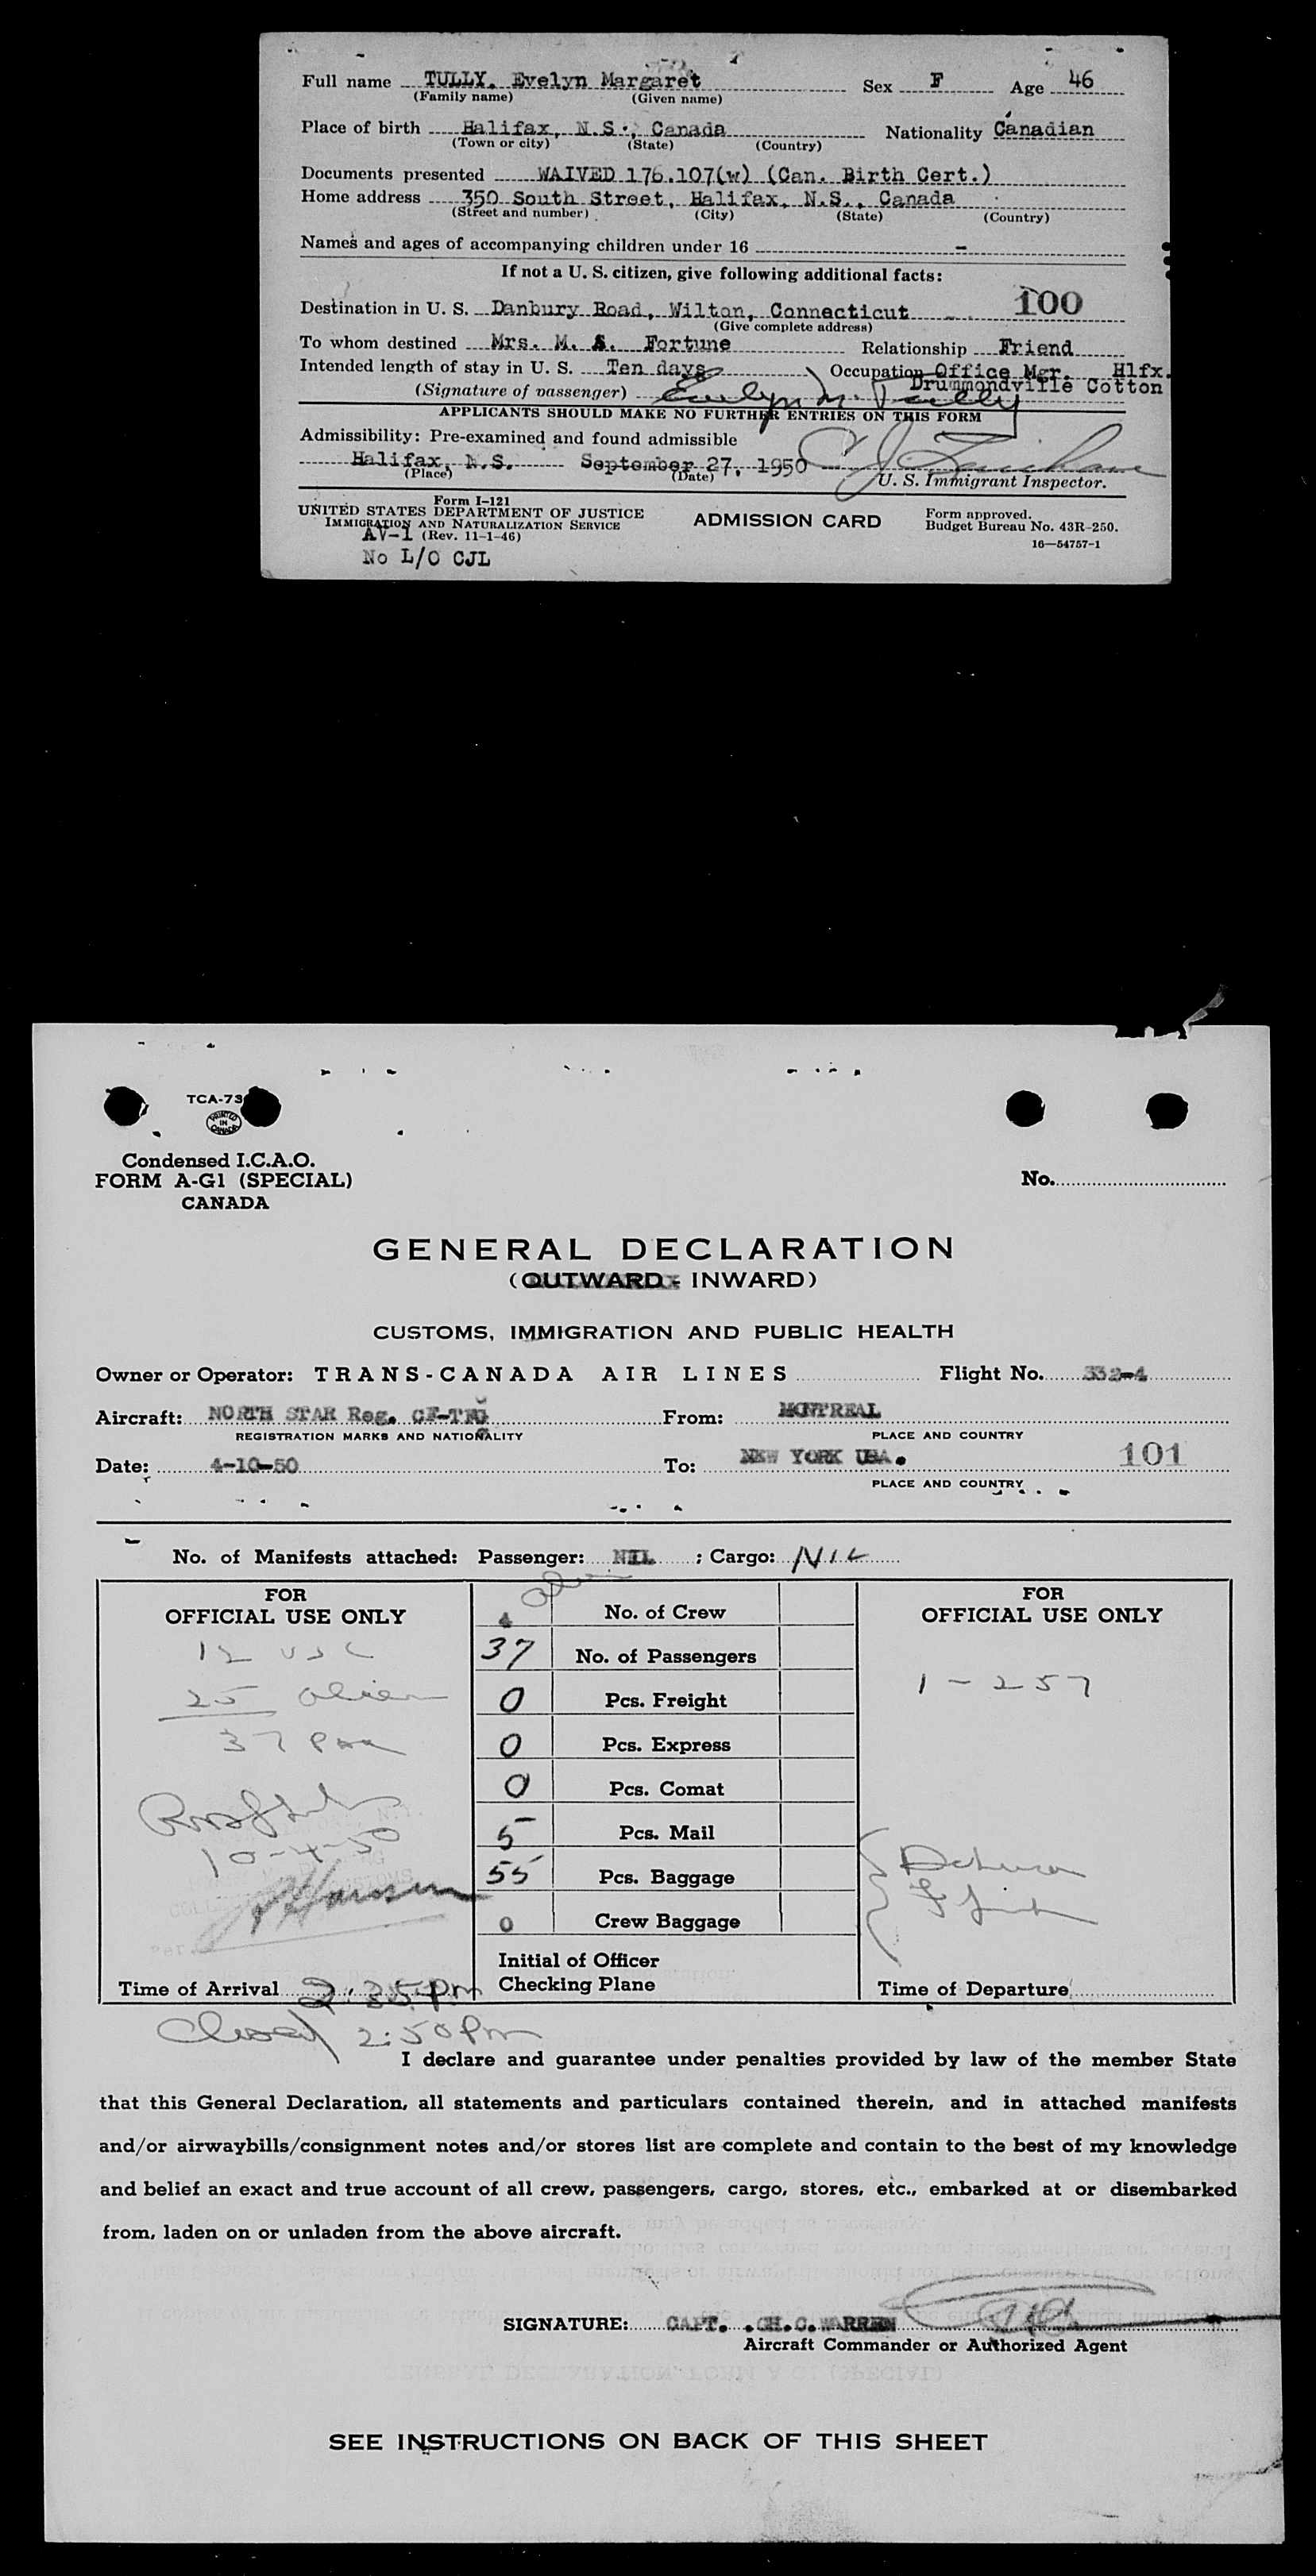 Full name TULLY, Evelyn Margaret Sex F Age 46
(Family name) (Given name)
Place of birth Halifax, N.S., Canada Nationality Canadian
(Town or city) (State) (Country)
Documents presented WAIVED 176.107(w) (Can. Birth Cert.)
Home address 350 South Street, Halifax, N.S., Canada
(Street and number) (City) (State) (Country)
Names and ages of accompanying children under 16 -
If not a U. S. citizen, give following additional facts:
Destination in U. S. Danbury Road, Wilton, Connecticut 100
(Give complete address)
To whom destined Mrs. M. A. Fortune Relationship Friend
Intended length of stay in U. S. Ten days Occupation Office Mgr. Hlfx.
Drummondville Cotton
(Signature of passenger) Evelyn M. Tully
APPLICANTS SHOULD MAKE NO FURTHER ENTRIES ON THIS FORM
Admissibility: Pre-examined and found admissible
Halifax, N.S. September 27, 1950
(Place) (Date) U. S. Immigrant Inspector.
Form I-121
UNITED STATES DEPARTMENT OF JUSTICE
IMMIGRATION AND NATURALIZATION SERVICE
AV-1 (Rev. 11-1-46)
ADMISSION CARD
Form approved.
Budget Bureau No. 43R-250.
16—54757-1
No L/O CJL
TCA-73
PRINTED IN CANADA
Condensed I.C.A.O.
FORM A-G1 (SPECIAL)
CANADA
No.
GENERAL DECLARATION
(OUTWARD - INWARD)
CUSTOMS, IMMIGRATION AND PUBLIC HEALTH
Owner or Operator: TRANS-CANADA AIR LINES Flight No. 332-4
Aircraft: NORTH STAR Reg. From: MONTREAL
REGISTRATION MARKS AND NATIONALITY PLACE AND COUNTRY
Date: 4-10-50 To: NEW YORK USA. 101
PLACE AND COUNTRY
No. of Manifests attached: Passenger: NIL ; Cargo: NIL
FOR
OFFICIAL USE ONLY
12 USC
25 alien
37 Pax
10-4-50
Time of Arrival 2:35 Pm
4 alien No. of Crew
37 No. of Passengers
0 Pcs. Freight
0 Pcs. Express
0 Pcs. Comat
5 Pcs. Mail
55 Pcs. Baggage
0 Crew Baggage
Initial of Officer
Checking Plane
FOR
OFFICIAL USE ONLY
1-257
Time of Departure
Closed 2:50 Pm
I declare and guarantee under penalties provided by law of the member State
that this General Declaration, all statements and particulars contained therein, and in attached manifests
and/or airwaybills/consignment notes and/or stores list are complete and contain to the best of my knowledge
and belief an exact and true account of all crew, passengers, cargo, stores, etc., embarked at or disembarked
from, laden on or unladen from the above aircraft.
SIGNATURE: CAPT. .CH.C. WARREN
Aircraft Commander or Authorized Agent
SEE INSTRUCTIONS ON BACK OF THIS SHEET